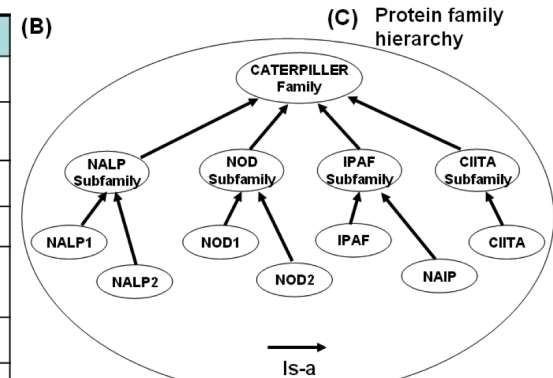 (B)
(C) Protein family
hierarchy
CATERPILLER
Family
NALP
Subfamily
NOD
Subfamily
IPAF
Subfamily
CIITA
Subfamily
NALP1
NALP2
NOD1
NOD2
IPAF
NAIP
CIITA
Is-a